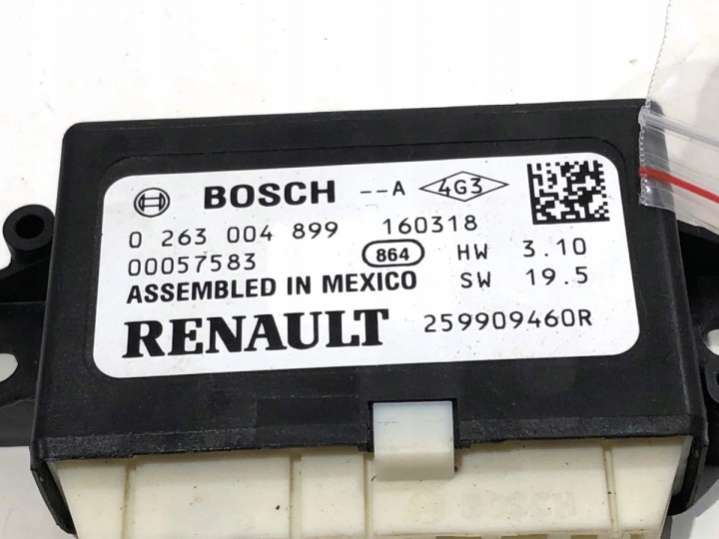 BOSCH --A 4G3
0 263 004 899 160318
00057583 864 HW 3.10
ASSEMBLED IN MEXICO SW 19.5
RENAULT 259909460R